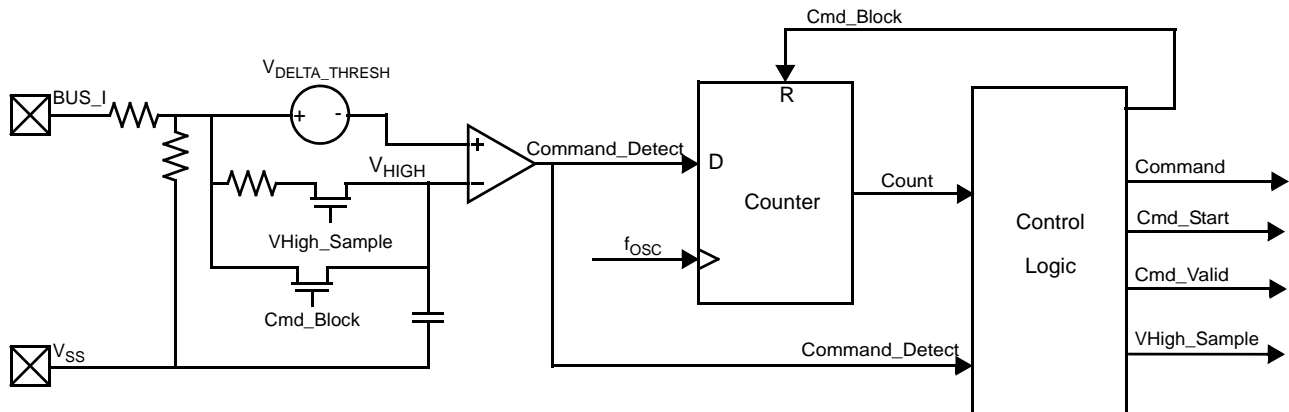 Cmd_Block
VDELTA_THRESH
BUS_I
R
+ -
+
Command_Detect
D
VHIGH
−
Count
Command
Counter
Control
Logic
Cmd_Start
VHigh_Sample
fOSC
Cmd_Valid
Cmd_Block
VSS
Command_Detect
VHigh_Sample